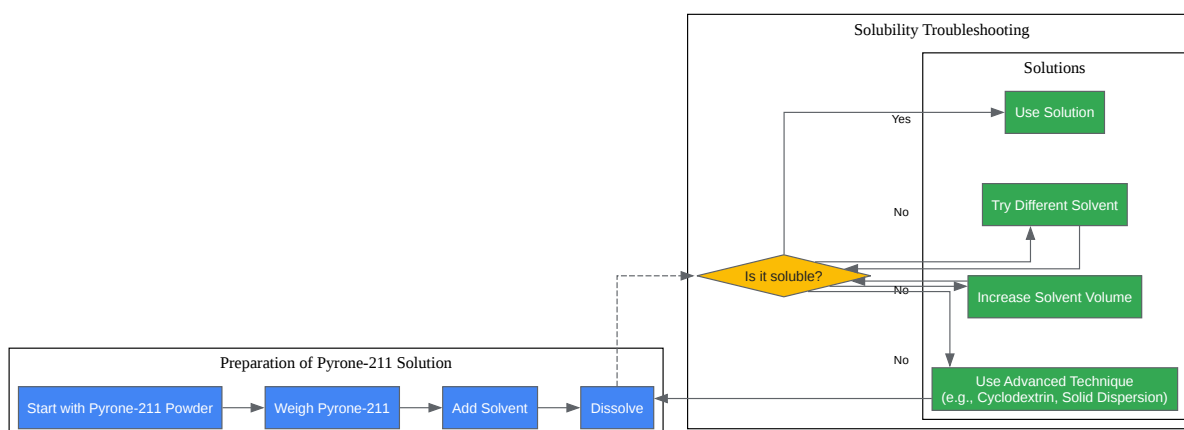 Solubility Troubleshooting
Solutions
Use Solution
Yes
Try Different Solvent
No
Is it soluble?
No
Increase Solvent Volume
No
Use Advanced Technique
(e.g., Cyclodextrin, Solid Dispersion)
Preparation of Pyrone-211 Solution
Start with Pyrone-211 Powder
Weigh Pyrone-211
Add Solvent
Dissolve